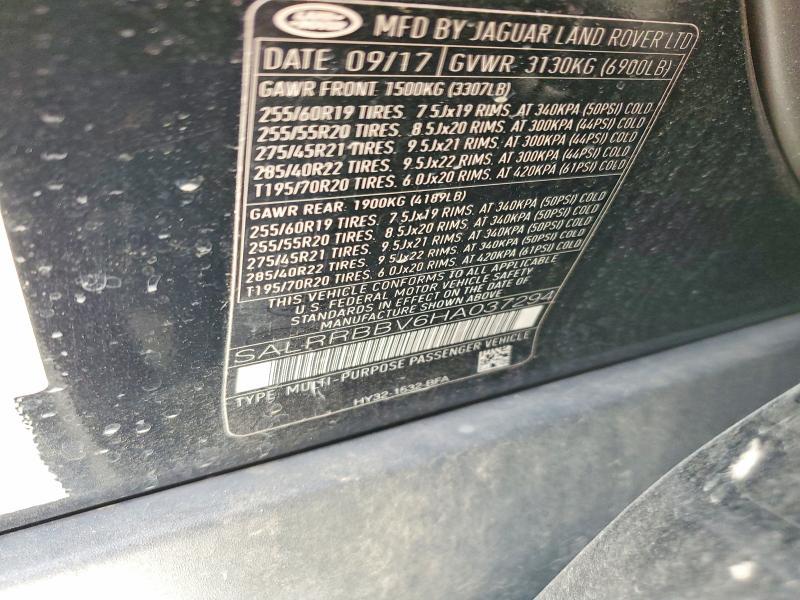 MFD BY JAGUAR LAND ROVER LTD
DATE 09/17 GVWR 3130KG (6900LB)
GAWR FRONT 1500KG (3307LB)
255/60R19 TIRES. 7.5Jx19 RIMS. AT 340KPA (50PSI) COLD
255/55R20 TIRES. 8.5Jx20 RIMS. AT 300KPA (44PSI) COLD
275/45R21 TIRES. 9.5Jx21 RIMS. AT 300KPA (44PSI) COLD
285/40R22 TIRES. 9.5Jx22 RIMS. AT 300KPA (44PSI) COLD
T195/70R20 TIRES. 6.0Jx20 RIMS. AT 420KPA (61PSI) COLD
GAWR REAR 1900KG (4189LB)
255/60R19 TIRES. 7.5Jx19 RIMS. AT 340KPA (50PSI) COLD
255/55R20 TIRES. 8.5Jx20 RIMS. AT 340KPA (50PSI) COLD
275/45R21 TIRES. 9.5Jx21 RIMS. AT 340KPA (50PSI) COLD
285/40R22 TIRES. 9.5Jx22 RIMS. AT 340KPA (50PSI) COLD
T195/70R20 TIRES. 6.0Jx20 RIMS. AT 420KPA (61PSI) COLD
THIS VEHICLE CONFORMS TO ALL APPLICABLE
U.S. FEDERAL MOTOR VEHICLE SAFETY
STANDARDS IN EFFECT ON THE DATE OF
MANUFACTURE SHOWN ABOVE
SALRRBBV6HA037294
TYPE: MULTI-PURPOSE PASSENGER VEHICLE
HY32-1532-BFA